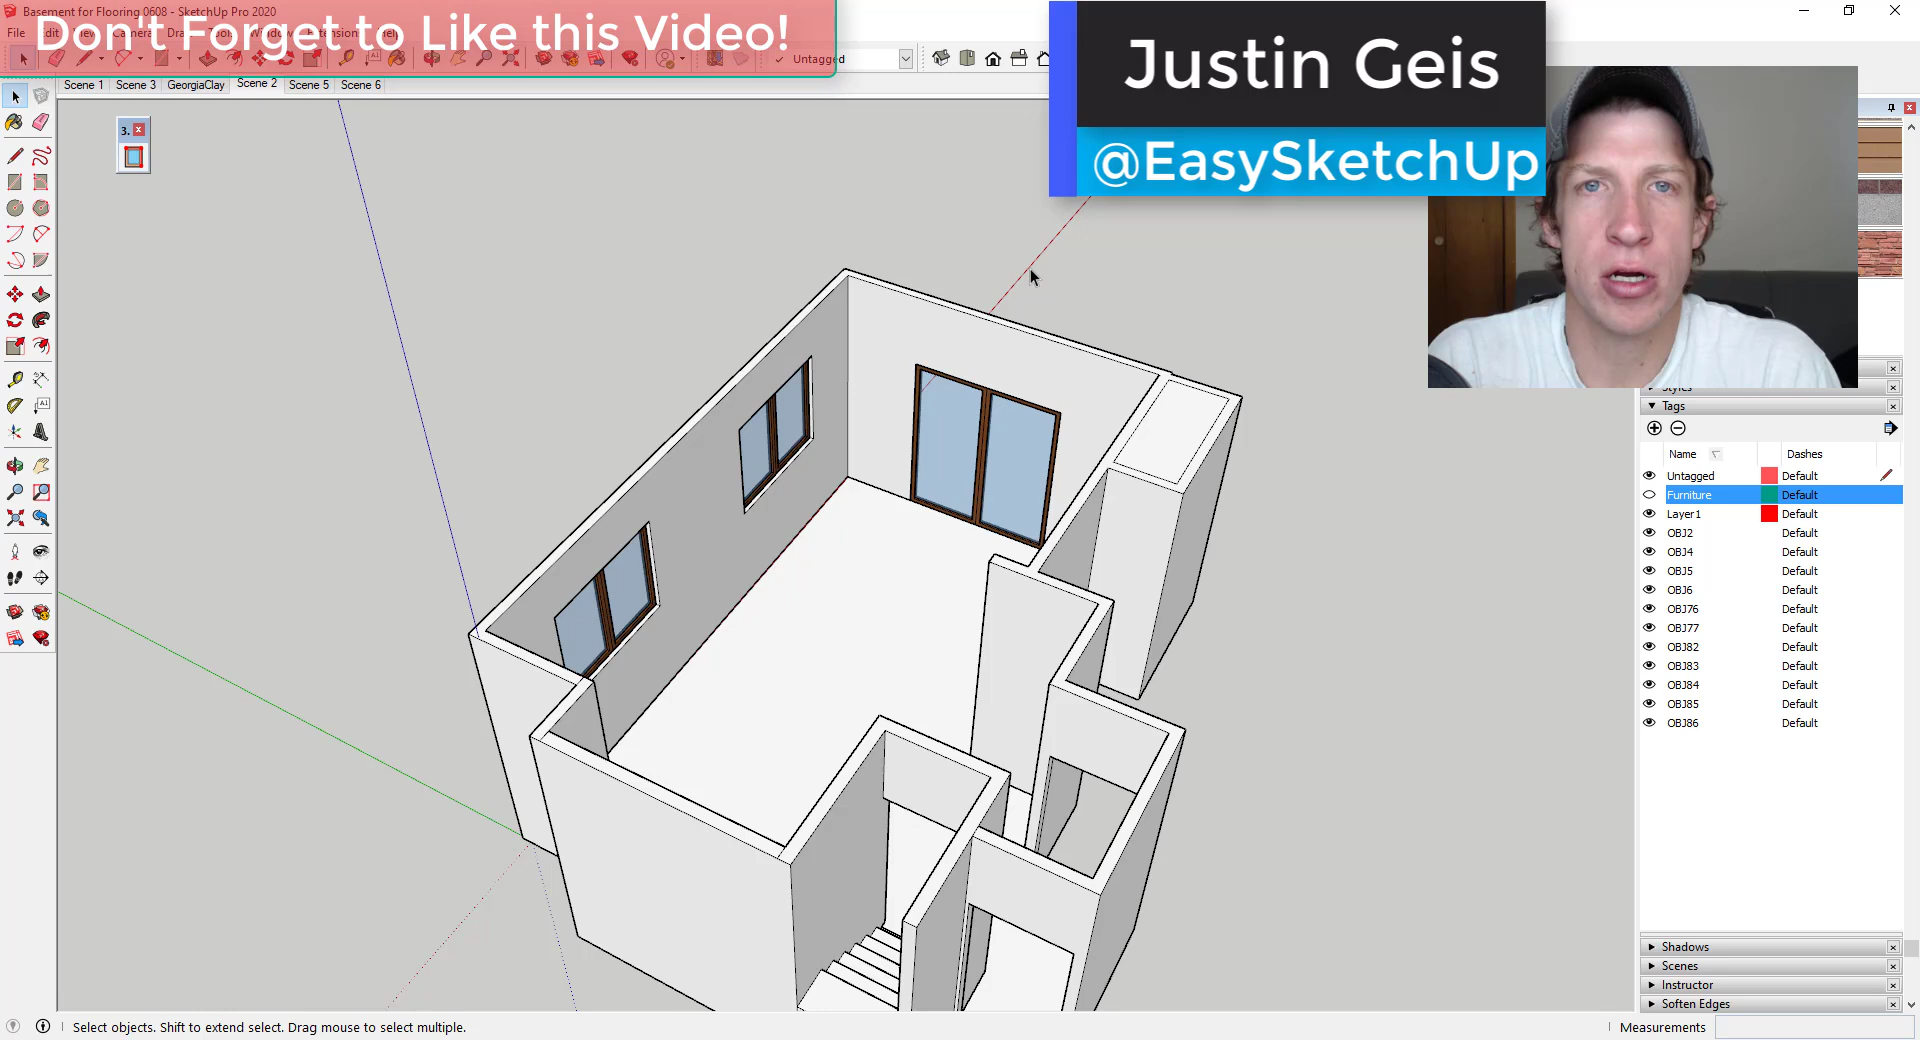 Basement for Flooring 0608 - SketchUp Pro 2020
Don't Forget to Like this Video!
File
Untagged
Scene 1 Scene 3 GeorgiaClay Scene 2 Scene 5 Scene 6
Justin Geis
@EasySketchUp
3.
Tags
Name Dashes
Untagged Default
Furniture Default
Layer1 Default
OBJ2 Default
OBJ4 Default
OBJ5 Default
OBJ6 Default
OBJ76 Default
OBJ77 Default
OBJ82 Default
OBJ83 Default
OBJ84 Default
OBJ85 Default
OBJ86 Default
Shadows
Scenes
Instructor
Soften Edges
Select objects. Shift to extend select. Drag mouse to select multiple.
Measurements